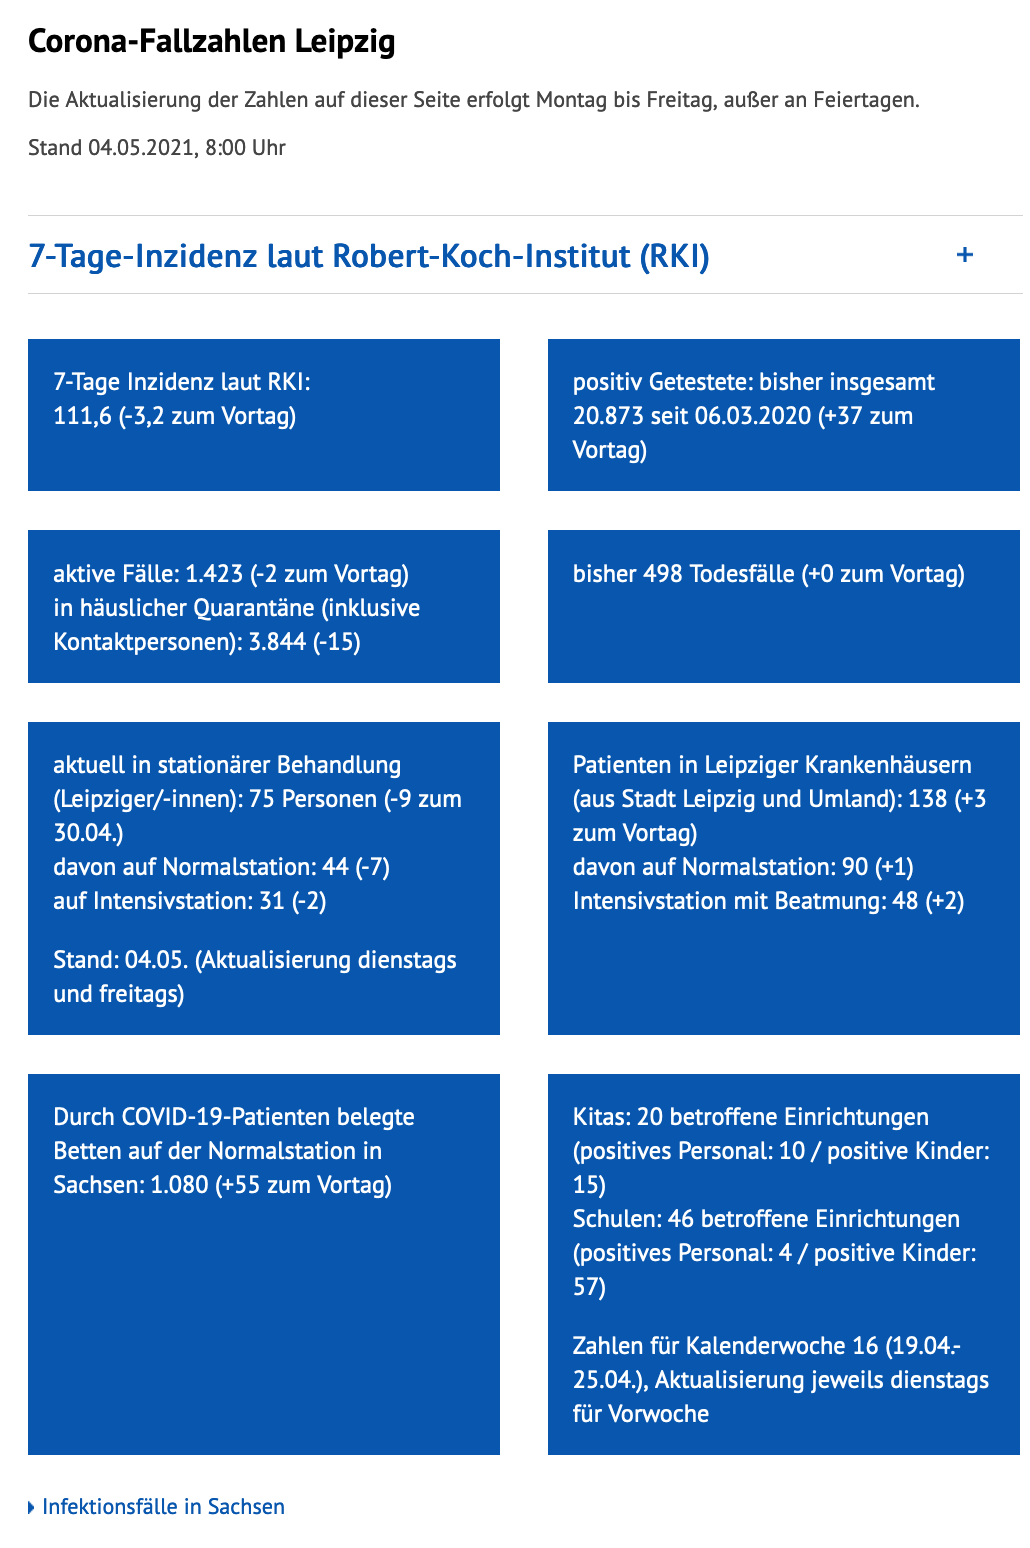 Corona-Fallzahlen Leipzig
Die Aktualisierung der Zahlen auf dieser Seite erfolgt Montag bis Freitag, außer an Feiertagen.
Stand 04.05.2021, 8:00 Uhr
7-Tage-Inzidenz laut Robert-Koch-Institut (RKI)
+
7-Tage Inzidenz laut RKI:
111,6 (-3,2 zum Vortag)
positiv Getestete: bisher insgesamt
20.873 seit 06.03.2020 (+37 zum
Vortag)
aktive Fälle: 1.423 (-2 zum Vortag)
in häuslicher Quarantäne (inklusive
Kontaktpersonen): 3.844 (-15)
bisher 498 Todesfälle (+0 zum Vortag)
aktuell in stationärer Behandlung
(Leipziger/-innen): 75 Personen (-9 zum
30.04.)
davon auf Normalstation: 44 (-7)
auf Intensivstation: 31 (-2)
Stand: 04.05. (Aktualisierung dienstags
und freitags)
Patienten in Leipziger Krankenhäusern
(aus Stadt Leipzig und Umland): 138 (+3
zum Vortag)
davon auf Normalstation: 90 (+1)
Intensivstation mit Beatmung: 48 (+2)
Durch COVID-19-Patienten belegte
Betten auf der Normalstation in
Sachsen: 1.080 (+55 zum Vortag)
Kitas: 20 betroffene Einrichtungen
(positives Personal: 10 / positive Kinder:
15)
Schulen: 46 betroffene Einrichtungen
(positives Personal: 4 / positive Kinder:
57)
Zahlen für Kalenderwoche 16 (19.04.-
25.04.), Aktualisierung jeweils dienstags
für Vorwoche
Infektionsfälle in Sachsen